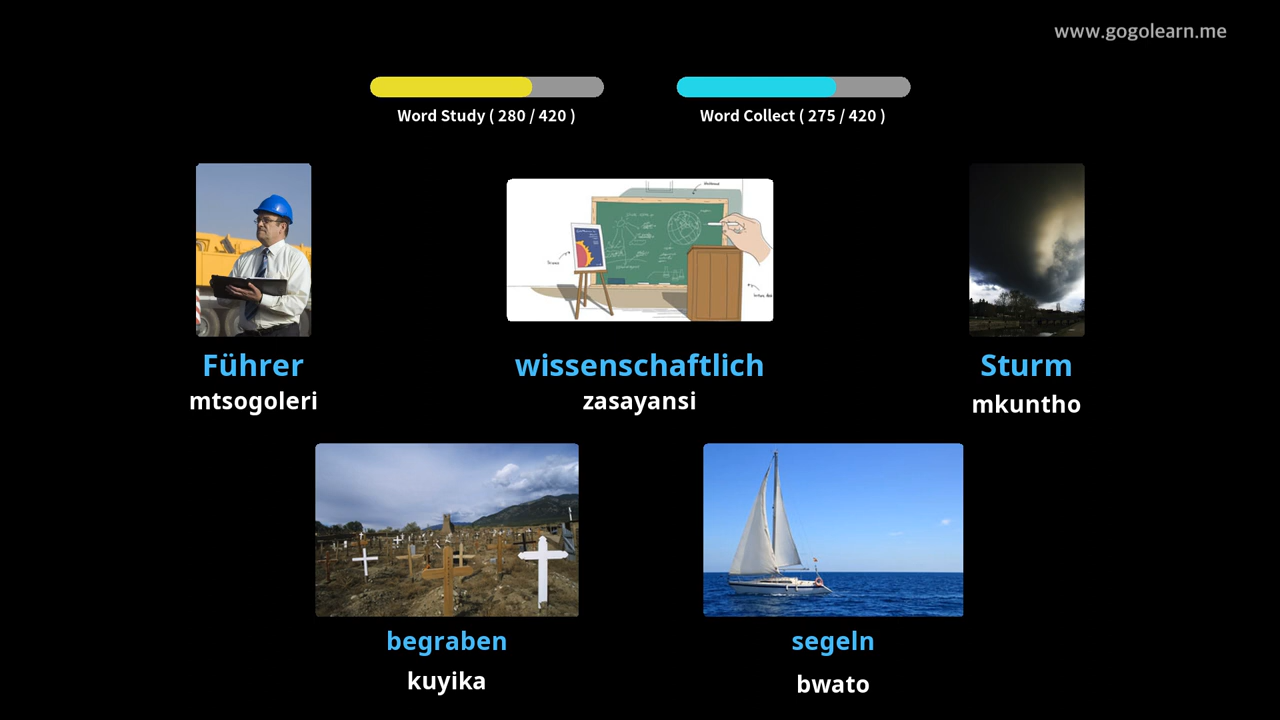 www.gogolearn.me
Word Study ( 280 / 420 )
Word Collect ( 275 / 420 )
Führer
wissenschaftlich
Sturm
mtsogoleri
zasayansi
mkuntho
begraben
segeln
kuyika
bwato